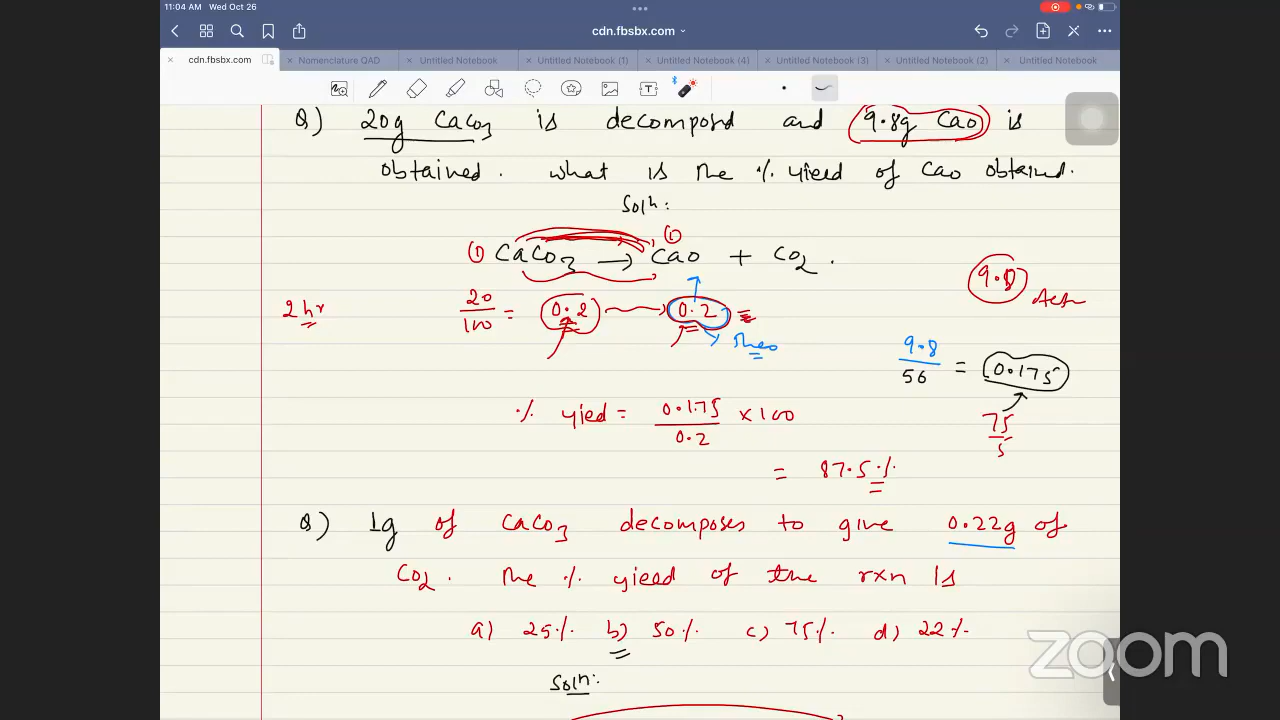 11:04 AM Wed Oct 26
cdn.fbsbx.com
cdn.fbsbx.com Nomenclature QAD Untitled Notebook Untitled Notebook (1) Untitled Notebook (4) Untitled Notebook (3) Untitled Notebook (2) Untitled Notebook
Q) 20g CaCO3 is decomposed and 9.8g CaO is
obtained. What is the % yield of CaO obtained.
Soln:
① CaCO3 → CaO ① + CO2.
9.8
2 hr 20/100 = 0.2 0.2 =
Theo
9.8/56 = 0.175
% yied = 0.175/0.2 × 100
75/5
= 87.5 %
Q) 1g of CaCO3 decomposes to give 0.22g of
CO2. The % yieed of the rxn is
a) 25% b) 50% c) 75% d) 22%
zoom
Soln: